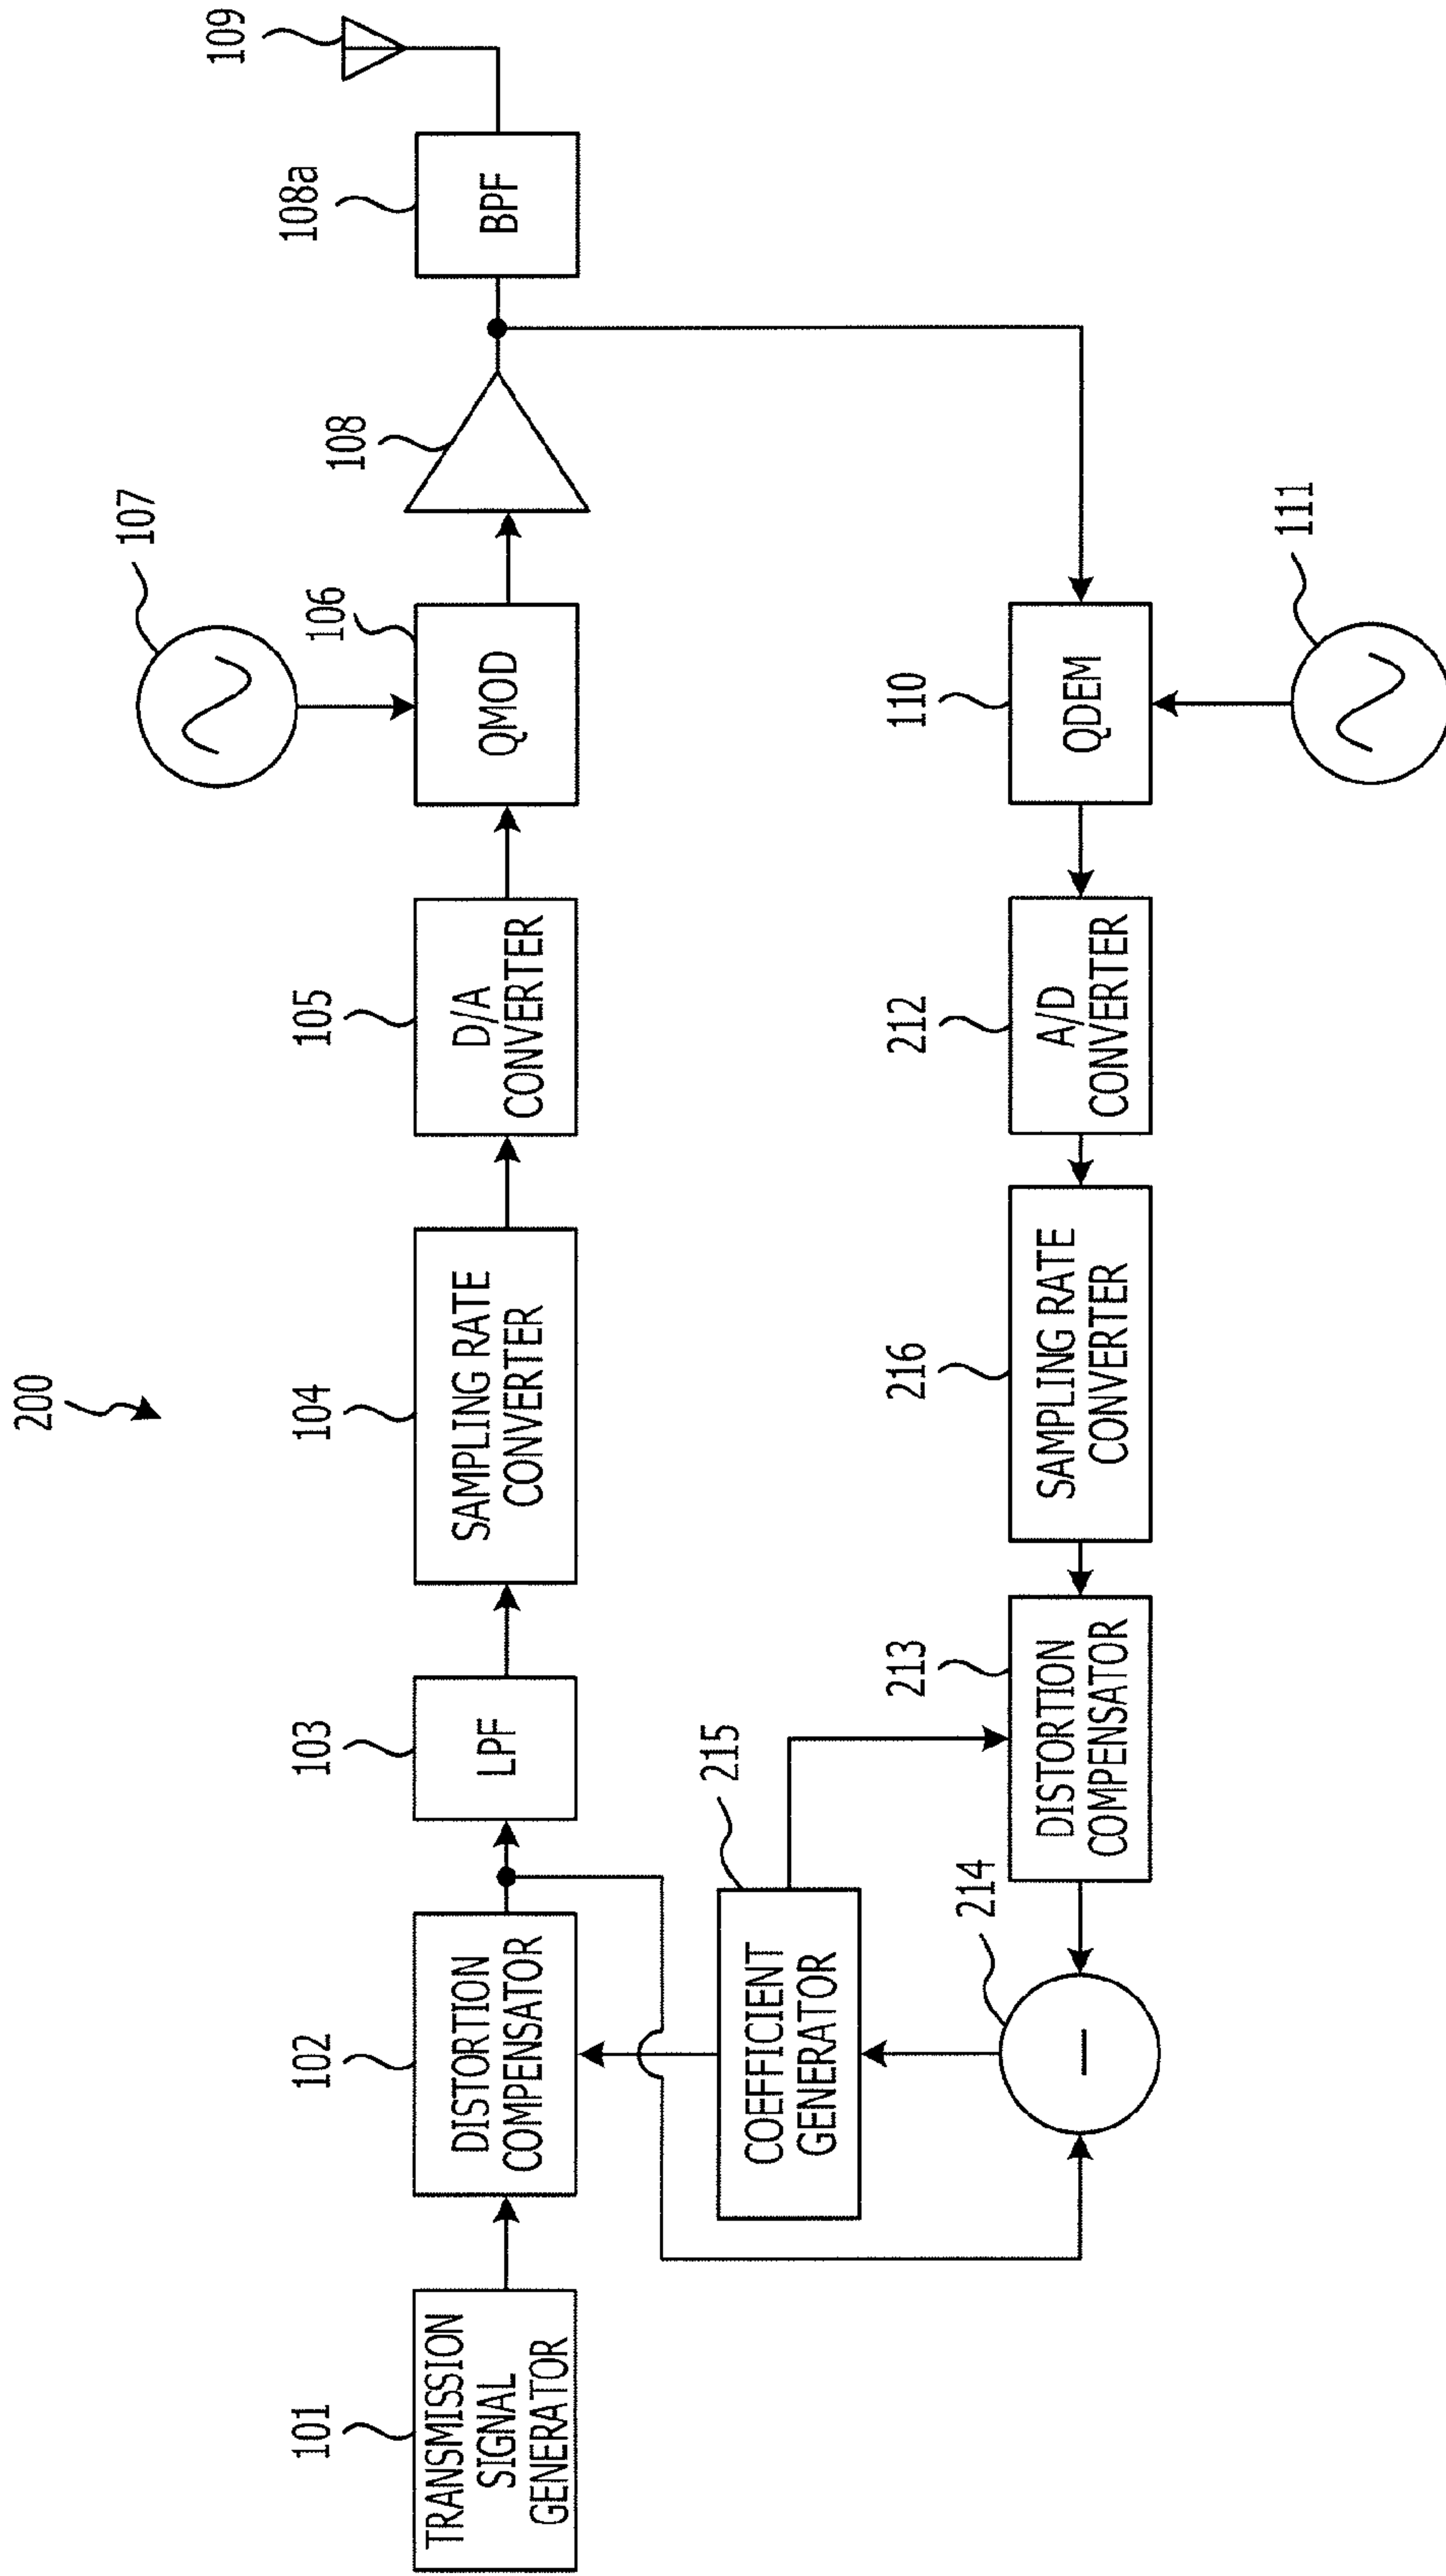 200
101
TRANSMISSION
SIGNAL
GENERATOR
102
DISTORTION
COMPENSATOR
103
LPF
104
SAMPLING RATE
CONVERTER
105
D/A
CONVERTER
106
QMOD
107
108
108a
BPF
109
215
COEFFICIENT
GENERATOR
214
−
213
DISTORTION
COMPENSATOR
216
SAMPLING RATE
CONVERTER
212
A/D
CONVERTER
110
QDEM
111